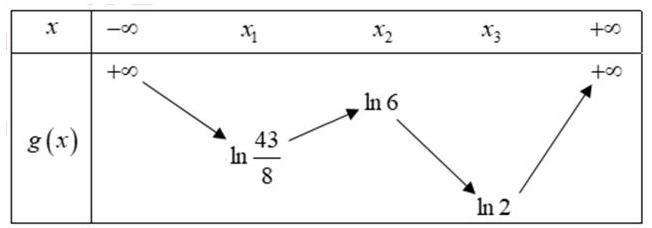 x −∞ x₁ x₂ x₃ +∞
+∞ +∞
ln 6
g(x) ln 43/8
ln 2